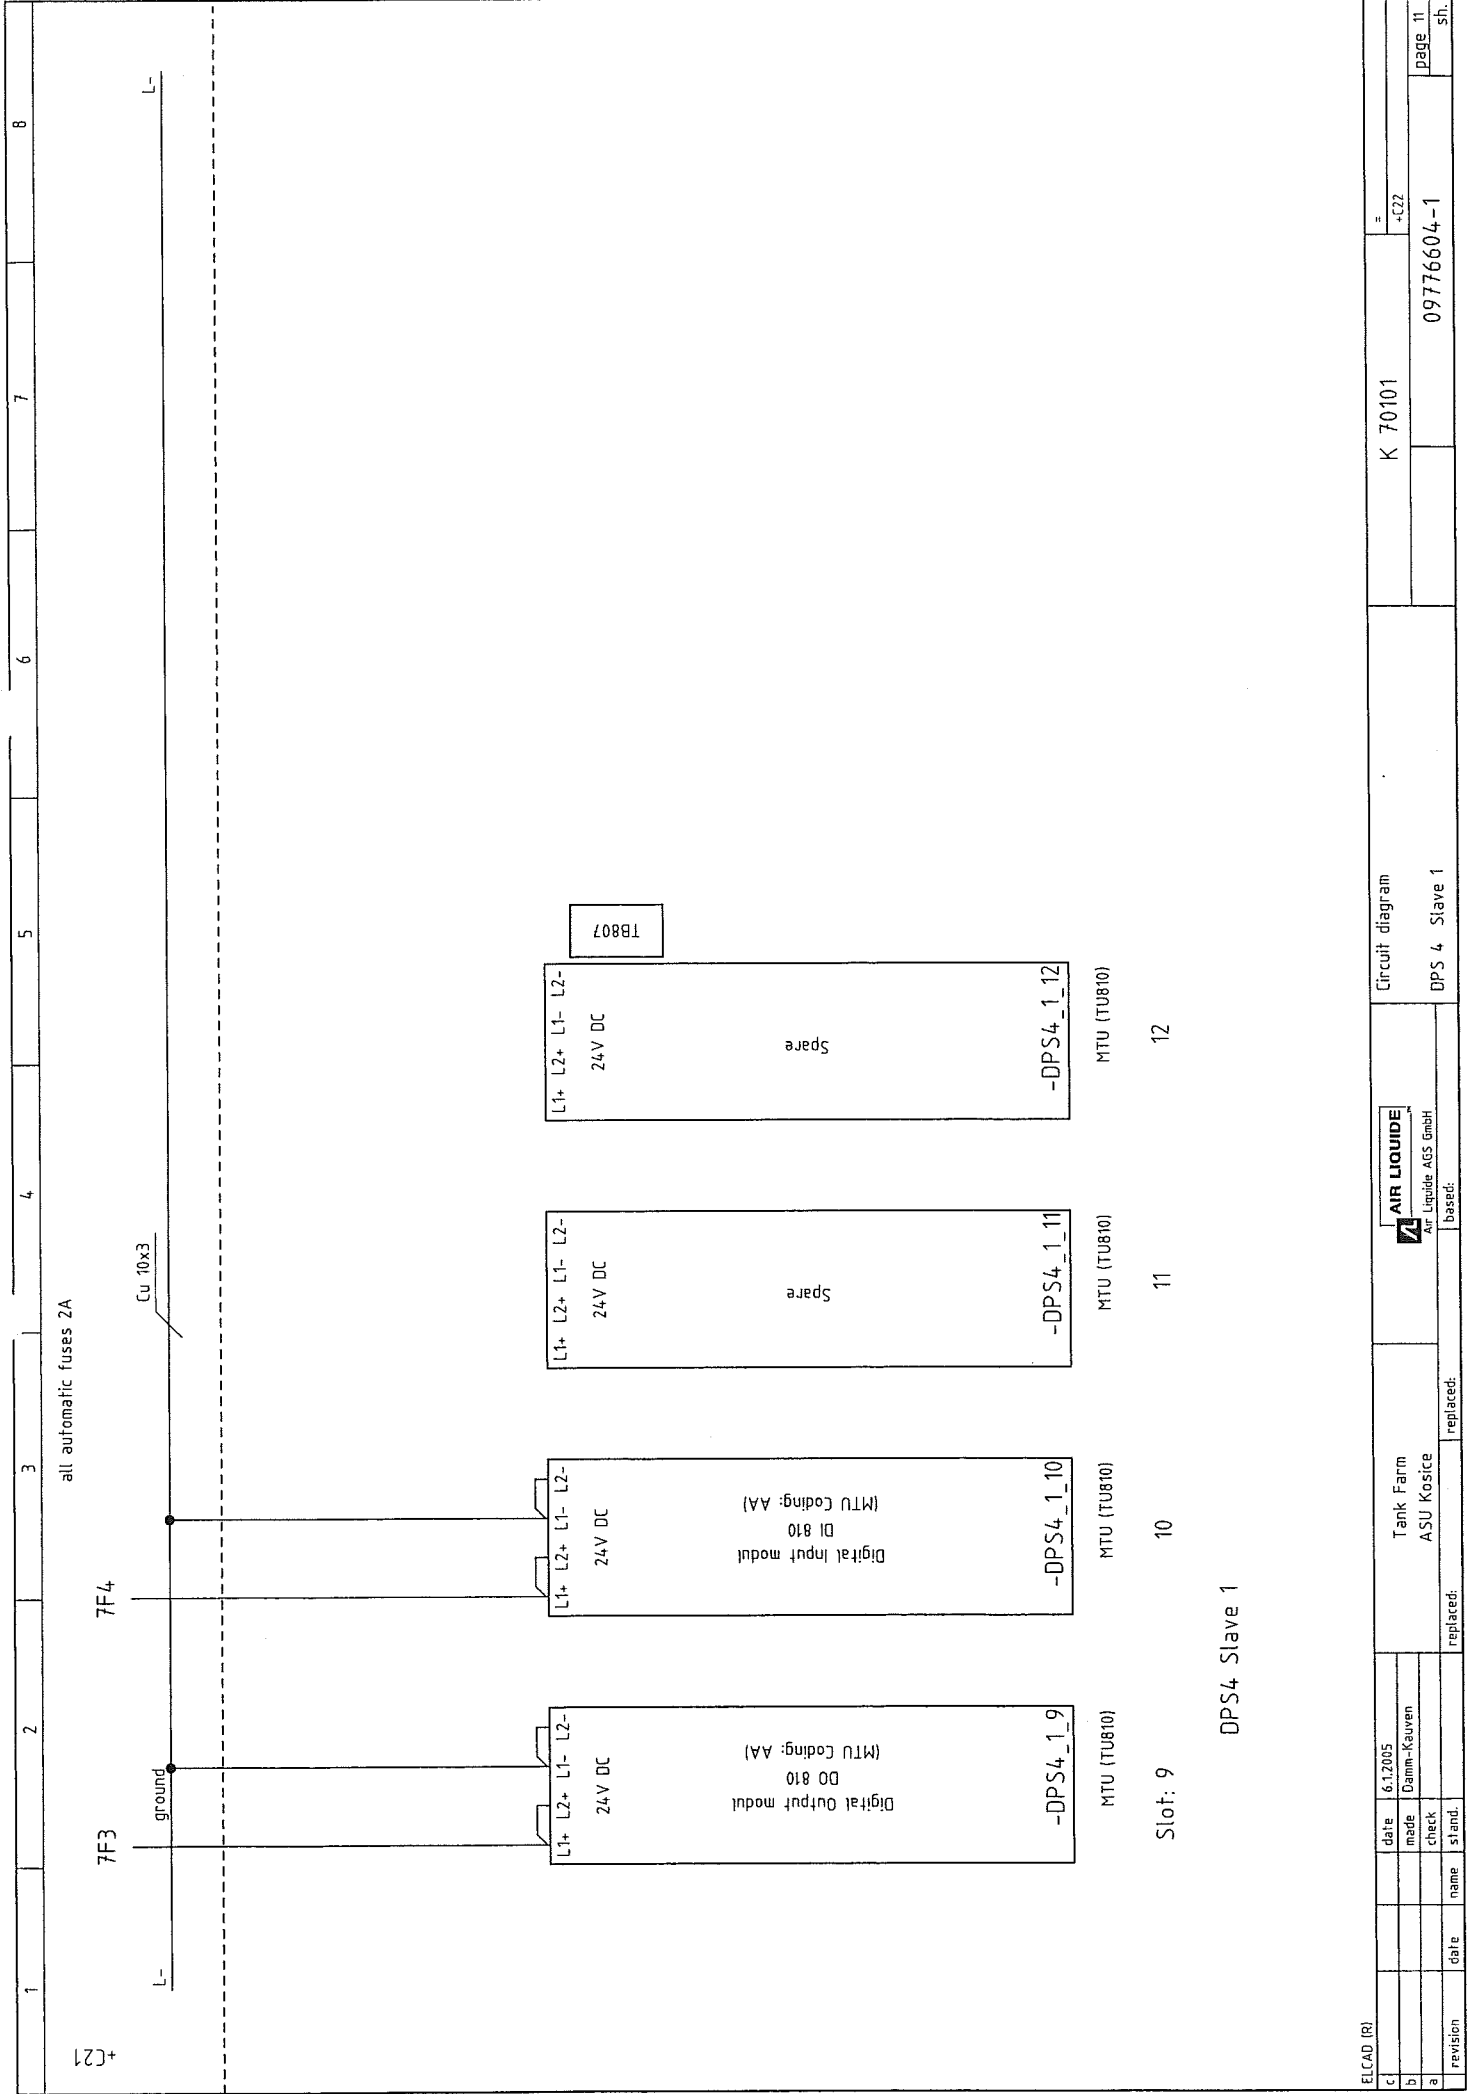 1 2 3 4 5 6 7 8
+C21
all automatic fuses 2A
7F3
7F4
Cu 10x3
L-
ground
L-
L1+ L2+ L1- L2-
24V DC
Digital Output modul
DO 810
(MTU Coding: AA)
-DPS4_1_9
MTU (TU810)
Slot: 9
L1+ L2+ L1- L2-
24V DC
Digital Input modul
DI 810
(MTU Coding: AA)
-DPS4_1_10
MTU (TU810)
10
L1+ L2+ L1- L2-
24V DC
Spare
-DPS4_1_11
MTU (TU810)
11
L1+ L2+ L1- L2-
24V DC
Spare
-DPS4_1_12
MTU (TU810)
12
TB807
DPS4 Slave 1
ELCAD (R)
c
b
a
revision
date
name
date 6.1.2005
made Damm-Kauven
check
stand.
Tank Farm
ASU Kosice
replaced:
replaced:
based:
AIR LIQUIDE
Air Liquide AGS GmbH
Circuit diagram
DPS 4 Slave 1
K 70101
=
+C22
09776604-1
page 11
sh.